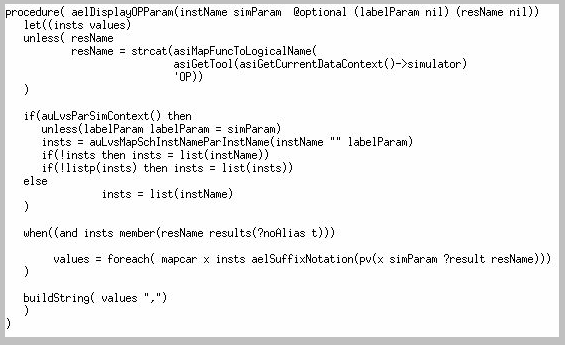 procedure( aelDisplayOPParam(instName simParam  @optional (labelParam nil) (resName nil))
   let((insts values)
   unless( resName
           resName = strcat(asiMapFuncToLogicalName(
                            asiGetTool(asiGetCurrentDataContext()->simulator)
                            'OP))
   )
   if(auLvsParSimContext() then
      unless(labelParam labelParam = simParam)
      insts = auLvsMapSchInstNameParInstName(instName "" labelParam)
      if(!insts then insts = list(instName))
      if(!listp(insts) then insts = list(insts))
   else
                insts = list(instName)
   )
   when((and insts member(resName results(?noAlias t)))
        values = foreach( mapcar x insts aelSuffixNotation(pv(x simParam ?result resName)))
   )
   buildString( values ",")
   )
)